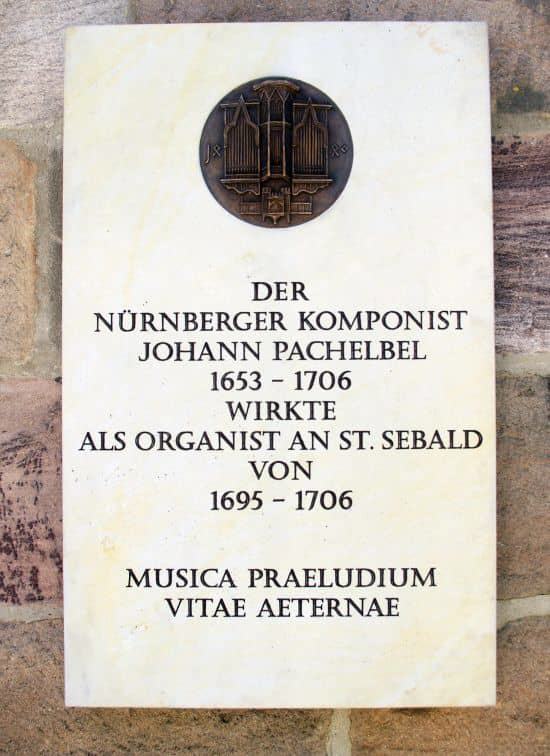 DER
NÜRNBERGER KOMPONIST
JOHANN PACHELBEL
1653 – 1706
WIRKTE
ALS ORGANIST AN ST. SEBALD
VON
1695 – 1706
MUSICA PRAELUDIUM
VITAE AETERNAE